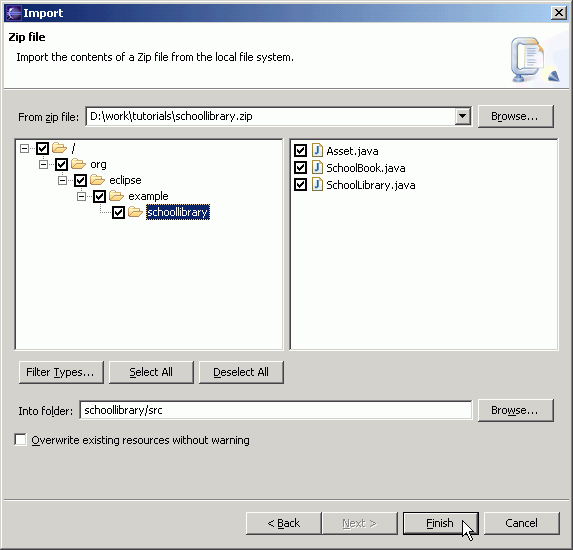 Import
Zip file
Import the contents of a Zip file from the local file system.
From zip file: D:\work\tutorials\schoollibrary.zip Browse...
/
org
eclipse
example
schoollibrary
Asset.java
SchoolBook.java
SchoolLibrary.java
Filter Types... Select All Deselect All
Into folder: schoollibrary/src Browse...
Overwrite existing resources without warning
< Back Next > Finish Cancel